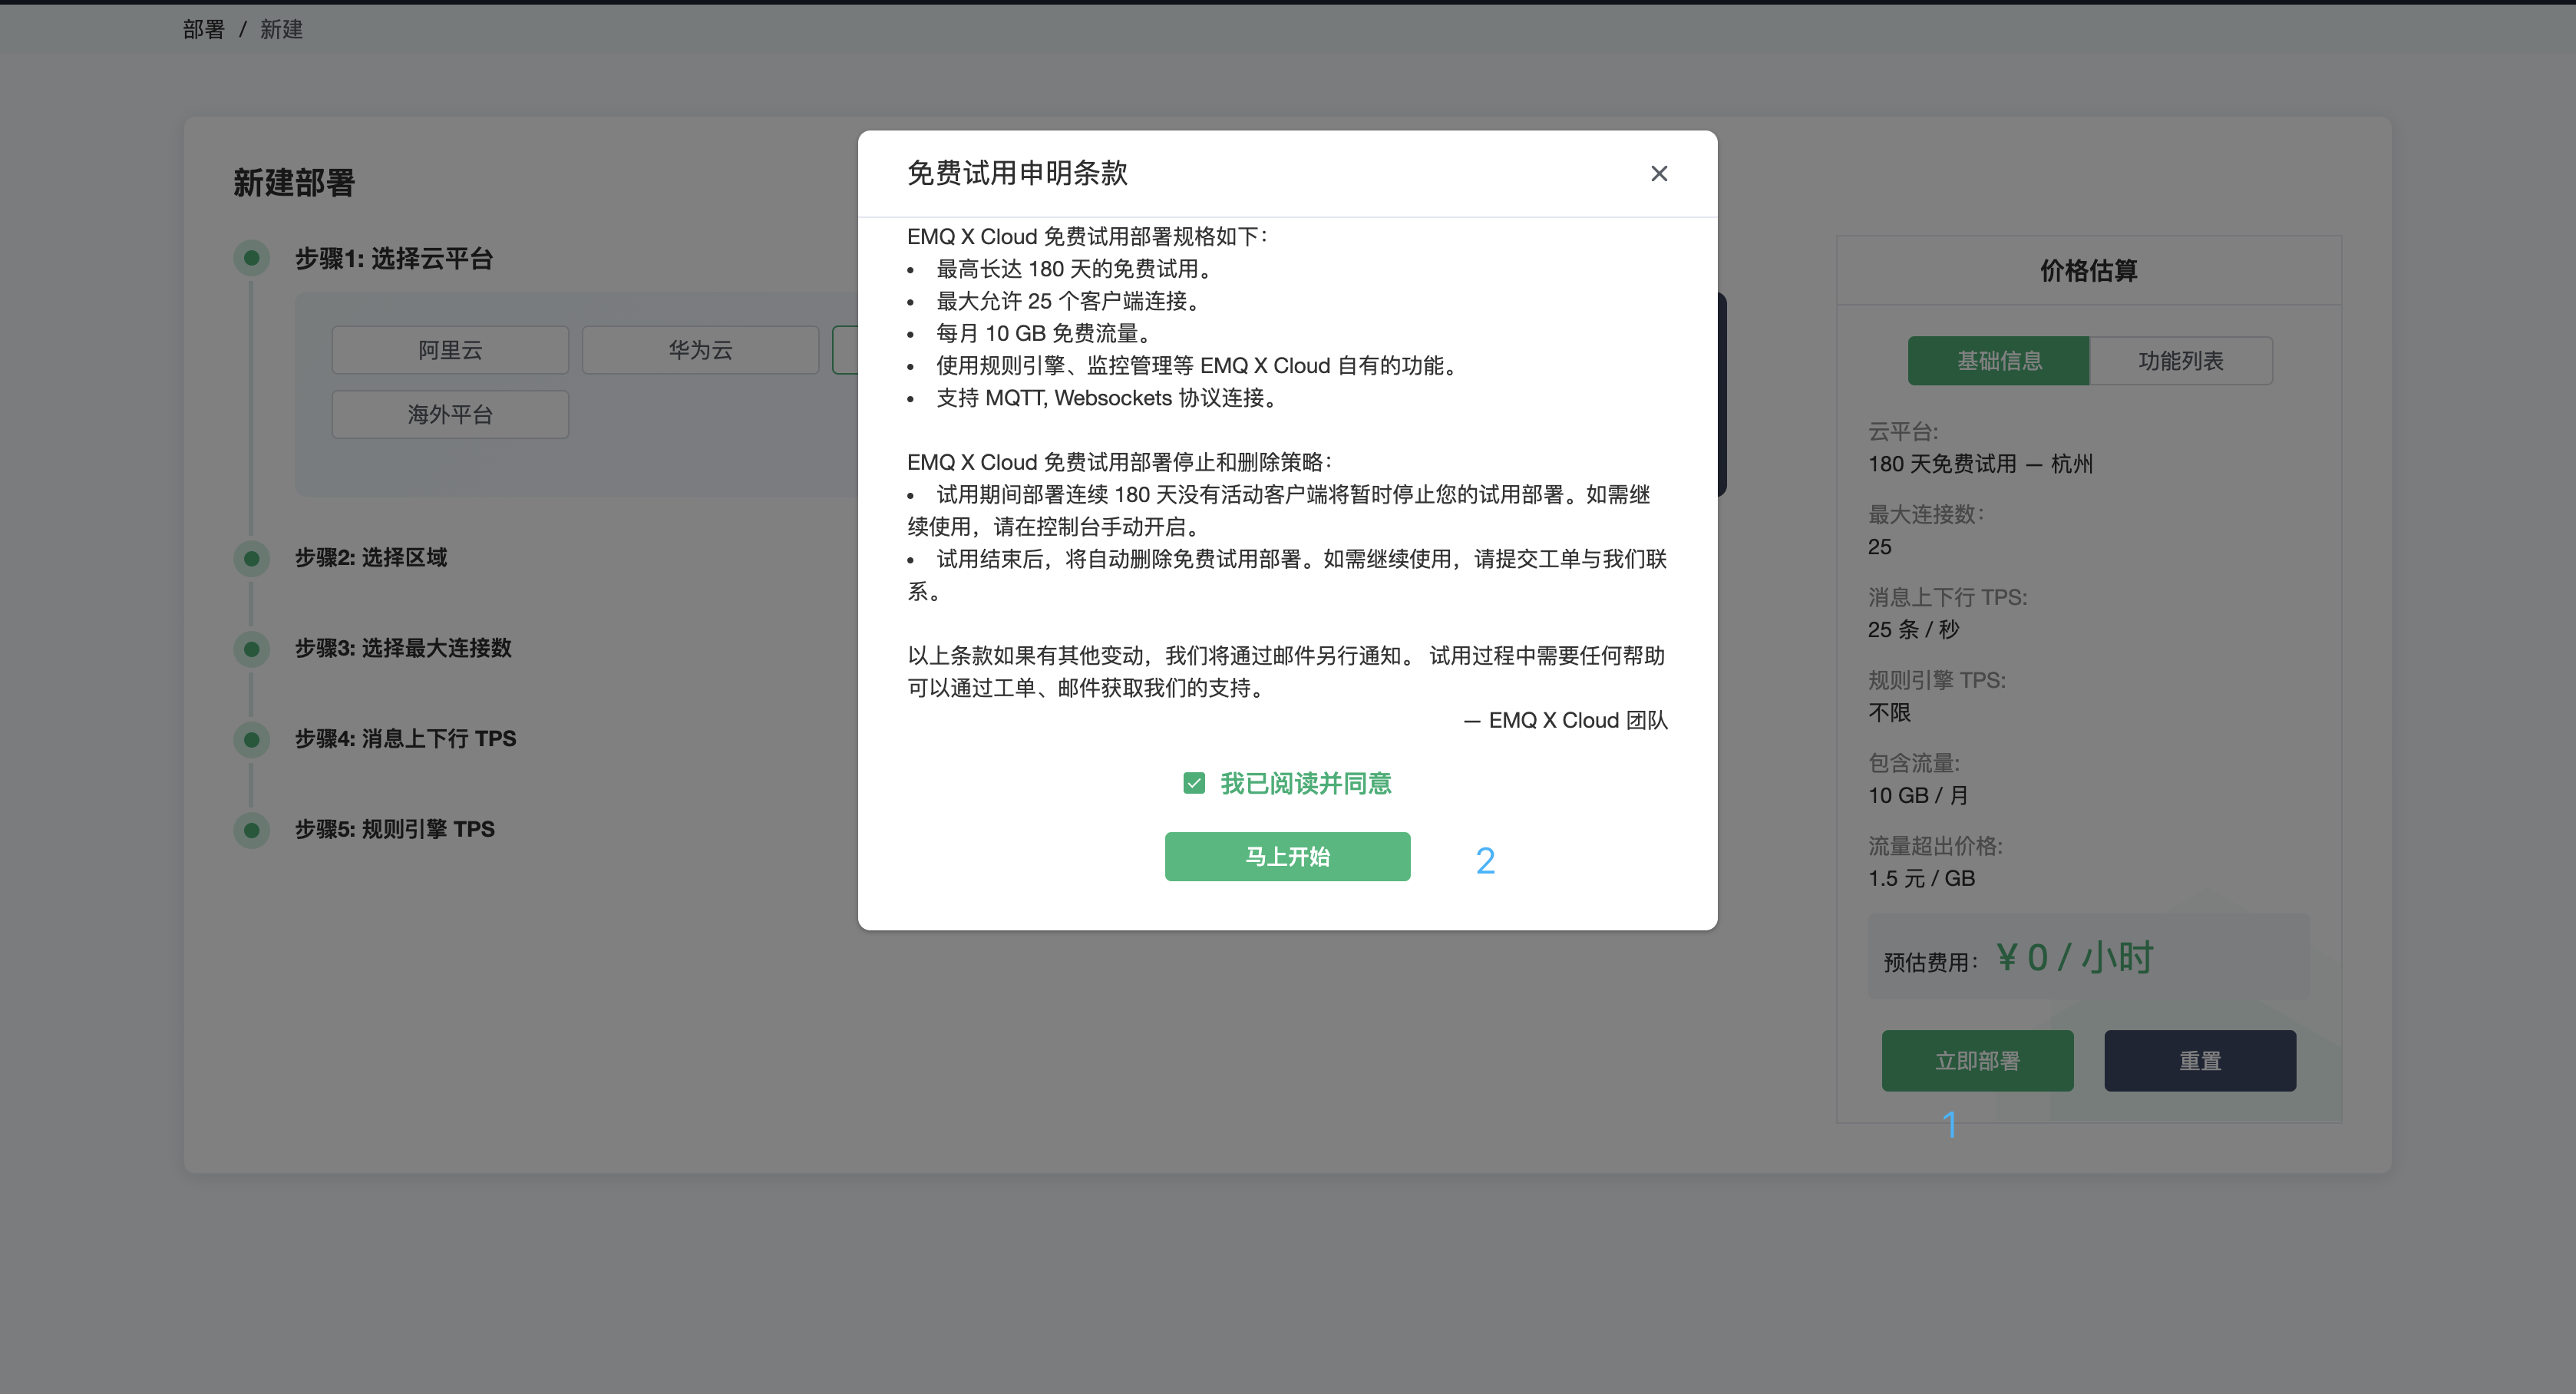 部署 / 新建
新建部署
步骤1: 选择云平台
阿里云
华为云
海外平台
步骤2: 选择区域
步骤3: 选择最大连接数
步骤4: 消息上下行 TPS
步骤5: 规则引擎 TPS
免费试用申明条款
EMQ X Cloud 免费试用部署规格如下：
• 最高长达 180 天的免费试用。
• 最大允许 25 个客户端连接。
• 每月 10 GB 免费流量。
• 使用规则引擎、监控管理等 EMQ X Cloud 自有的功能。
• 支持 MQTT, Websockets 协议连接。
EMQ X Cloud 免费试用部署停止和删除策略：
• 试用期间部署连续 180 天没有活动客户端将暂时停止您的试用部署。如需继
续使用，请在控制台手动开启。
• 试用结束后，将自动删除免费试用部署。如需继续使用，请提交工单与我们联
系。
以上条款如果有其他变动，我们将通过邮件另行通知。 试用过程中需要任何帮助
可以通过工单、邮件获取我们的支持。
— EMQ X Cloud 团队
我已阅读并同意
马上开始
2
价格估算
基础信息
功能列表
云平台:
180 天免费试用 — 杭州
最大连接数：
25
消息上下行 TPS:
25 条 / 秒
规则引擎 TPS:
不限
包含流量:
10 GB / 月
流量超出价格:
1.5 元 / GB
预估费用： ¥ 0 / 小时
立即部署
重置
1